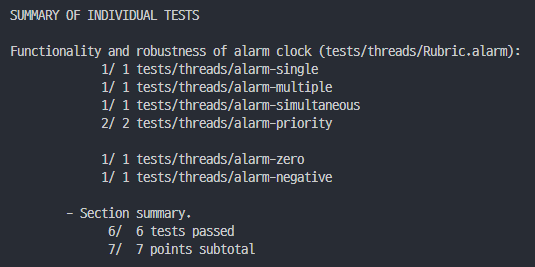 SUMMARY OF INDIVIDUAL TESTS
Functionality and robustness of alarm clock (tests/threads/Rubric.alarm):
1/ 1 tests/threads/alarm-single
1/ 1 tests/threads/alarm-multiple
1/ 1 tests/threads/alarm-simultaneous
2/ 2 tests/threads/alarm-priority
1/ 1 tests/threads/alarm-zero
1/ 1 tests/threads/alarm-negative
- Section summary.
6/ 6 tests passed
7/ 7 points subtotal